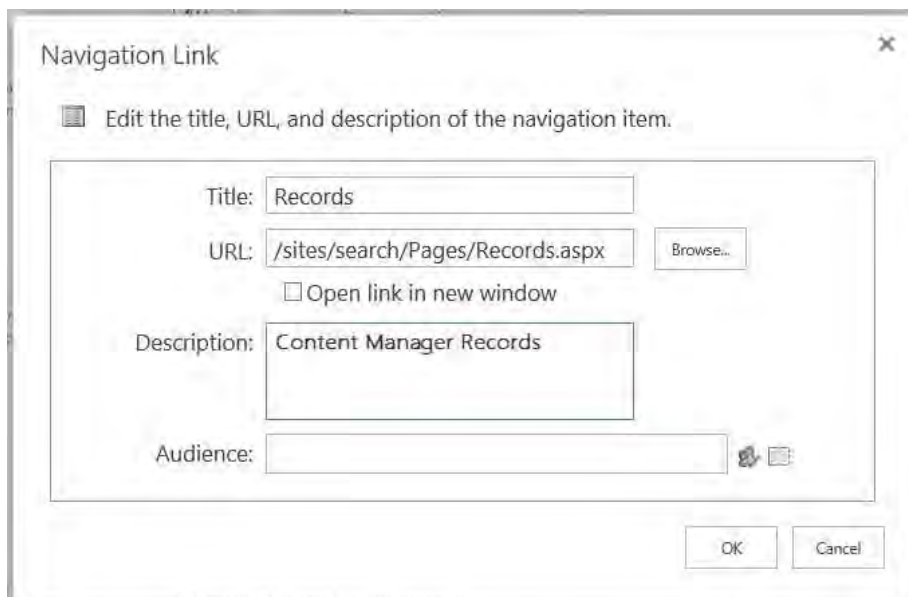 Navigation Link
Edit the title, URL, and description of the navigation item.
Title: Records
URL: /sites/search/Pages/Records.aspx Browse...
Open link in new window
Description: Content Manager Records
Audience:
OK Cancel